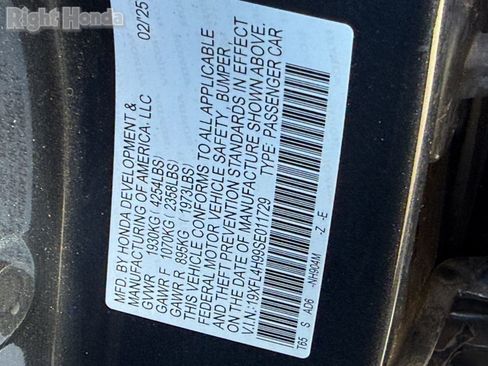 Right Honda
02/25
MFD. BY HONDA DEVELOPMENT &
MANUFACTURING OF AMERICA. LLC
GVWR 1930KG ( 4254LBS)
GAWR F 1070KG ( 2358LBS)
GAWR R 895KG ( 1973LBS)
THIS VEHICLE CONFORMS TO ALL APPLICABLE
FEDERAL MOTOR VEHICLE SAFETY , BUMPER,
AND THEFT PREVENTION STANDARDS IN EFFECT
ON THE DATE OF MANUFACTURE SHOWN ABOVE.
V.I.N.: 19XFL4H99SE011729 TYPE: PASSENGER CAR
T65 S AD6 -NH904M -Z -E